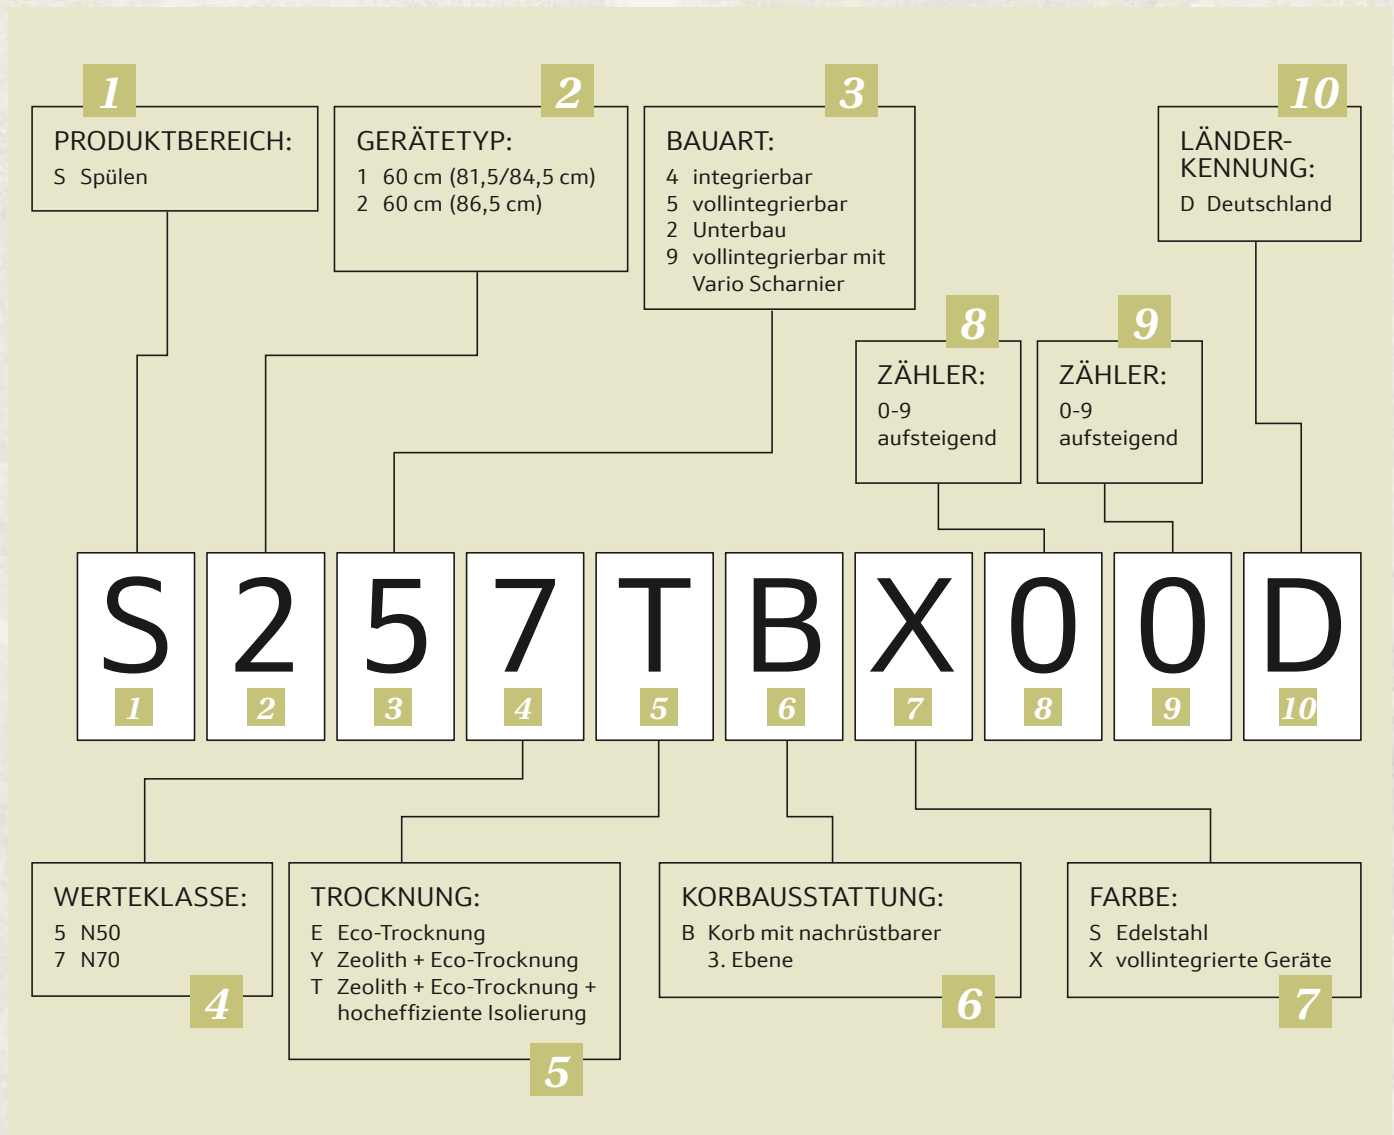 1
PRODUKTBEREICH:
S Spülen
2
GERÄTETYP:
1 60 cm (81,5/84,5 cm)
2 60 cm (86,5 cm)
3
BAUART:
4 integrierbar
5 vollintegrierbar
2 Unterbau
9 vollintegrierbar mit
Vario Scharnier
10
LÄNDER-
KENNUNG:
D Deutschland
8
ZÄHLER:
0-9
aufsteigend
9
ZÄHLER:
0-9
aufsteigend
S 2 5 7 T B X 0 0 D
1 2 3 4 5 6 7 8 9 10
WERTEKLASSE:
5 N50
7 N70
4
TROCKNUNG:
E Eco-Trocknung
Y Zeolith + Eco-Trocknung
T Zeolith + Eco-Trocknung +
hocheffiziente Isolierung
5
KORBAUSSTATTUNG:
B Korb mit nachrüstbarer
3. Ebene
6
FARBE:
S Edelstahl
X vollintegrierte Geräte
7